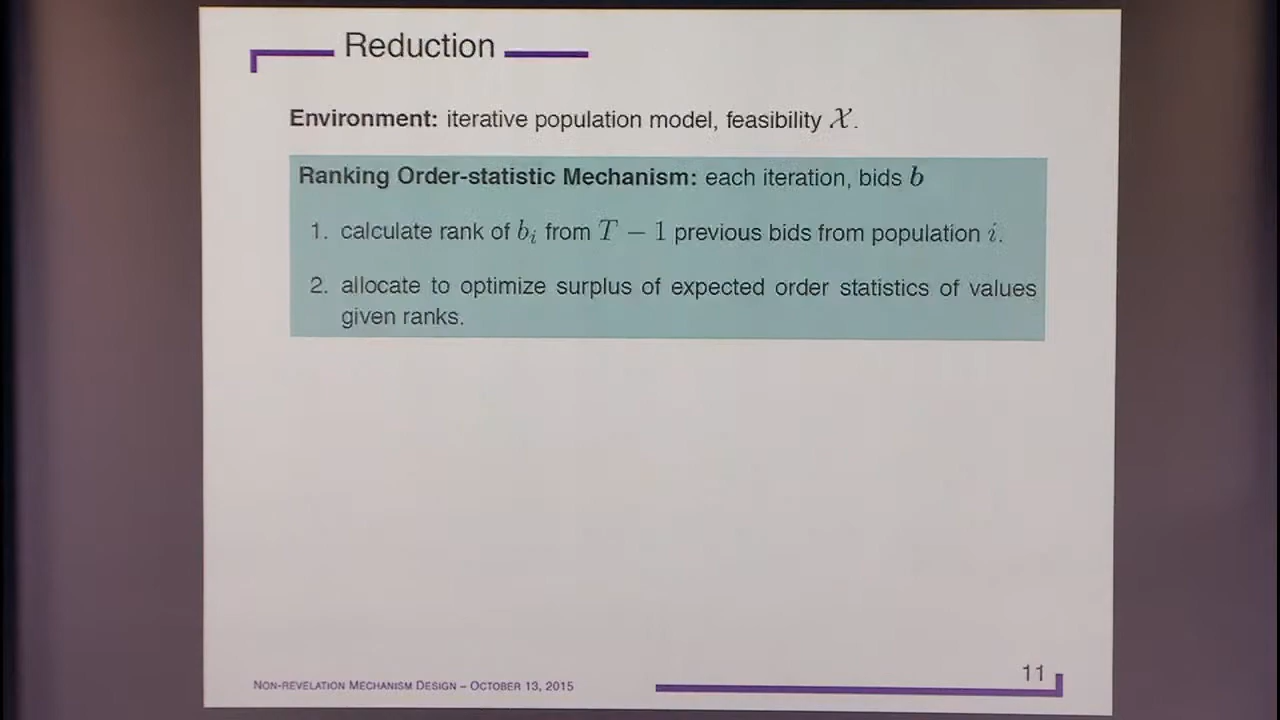 Reduction
Environment: iterative population model, feasibility 𝒳.
Ranking Order-statistic Mechanism: each iteration, bids b
1. calculate rank of bᵢ from T − 1 previous bids from population i.
2. allocate to optimize surplus of expected order statistics of values
given ranks.
11
Non-revelation Mechanism Design – October 13, 2015